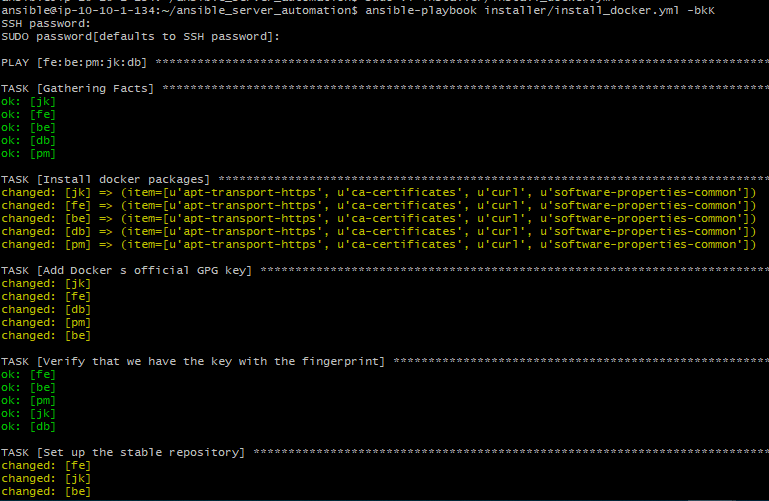 ansible@ip-10-10-1-134:~/ansible_server_automation$ ansible-playbook installer/install_docker.yml -bkK
SSH password:
SUDO password[defaults to SSH password]:
PLAY [fe:be:pm:jk:db] ****************************************************************************************
TASK [Gathering Facts] ***************************************************************************************
ok: [jk]
ok: [fe]
ok: [be]
ok: [db]
ok: [pm]
TASK [Install docker packages] *******************************************************************************
changed: [jk] => (item=[u'apt-transport-https', u'ca-certificates', u'curl', u'software-properties-common'])
changed: [fe] => (item=[u'apt-transport-https', u'ca-certificates', u'curl', u'software-properties-common'])
changed: [be] => (item=[u'apt-transport-https', u'ca-certificates', u'curl', u'software-properties-common'])
changed: [db] => (item=[u'apt-transport-https', u'ca-certificates', u'curl', u'software-properties-common'])
changed: [pm] => (item=[u'apt-transport-https', u'ca-certificates', u'curl', u'software-properties-common'])
TASK [Add Docker s official GPG key] *************************************************************************
changed: [jk]
changed: [fe]
changed: [db]
changed: [pm]
changed: [be]
TASK [Verify that we have the key with the fingerprint] ******************************************************
ok: [fe]
ok: [be]
ok: [pm]
ok: [jk]
ok: [db]
TASK [Set up the stable repository] **************************************************************************
changed: [fe]
changed: [jk]
changed: [be]